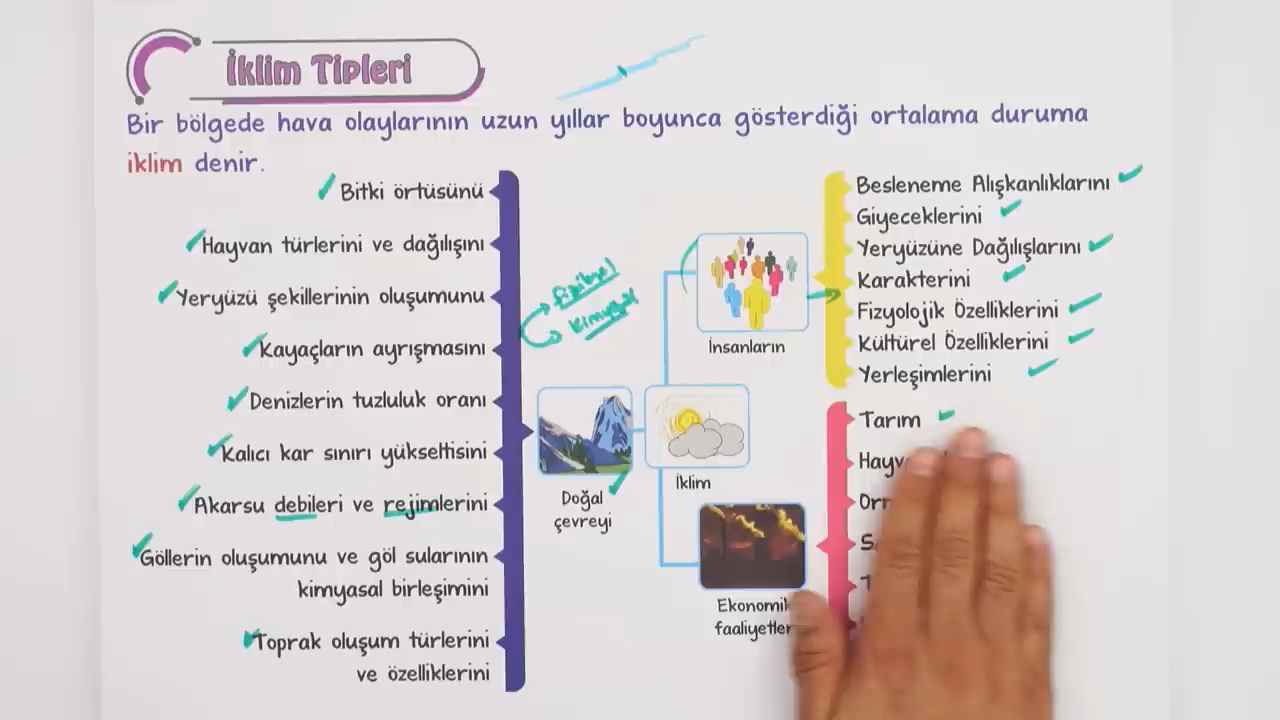 İklim Tipleri
Bir bölgede hava olaylarının uzun yıllar boyunca gösterdiği ortalama duruma
iklim denir.
Bitki örtüsünü
Hayvan türlerini ve dağılışını
Yeryüzü şekillerinin oluşumunu
Kayaçların ayrışmasını
Denizlerin tuzluluk oranı
Kalıcı kar sınırı yükseltisini
Akarsu debileri ve rejimlerini
Göllerin oluşumunu ve göl sularının
kimyasal birleşimini
Toprak oluşum türlerini
ve özelliklerini
fiziksel
kimyasal
Doğal
çevreyi
İklim
İnsanların
Ekonomik
Besleneme Alışkanlıklarını
Giyeceklerini
Yeryüzüne Dağılışlarını
Karakterini
Fizyolojik Özelliklerini
Kültürel Özelliklerini
Yerleşimlerini
Tarım